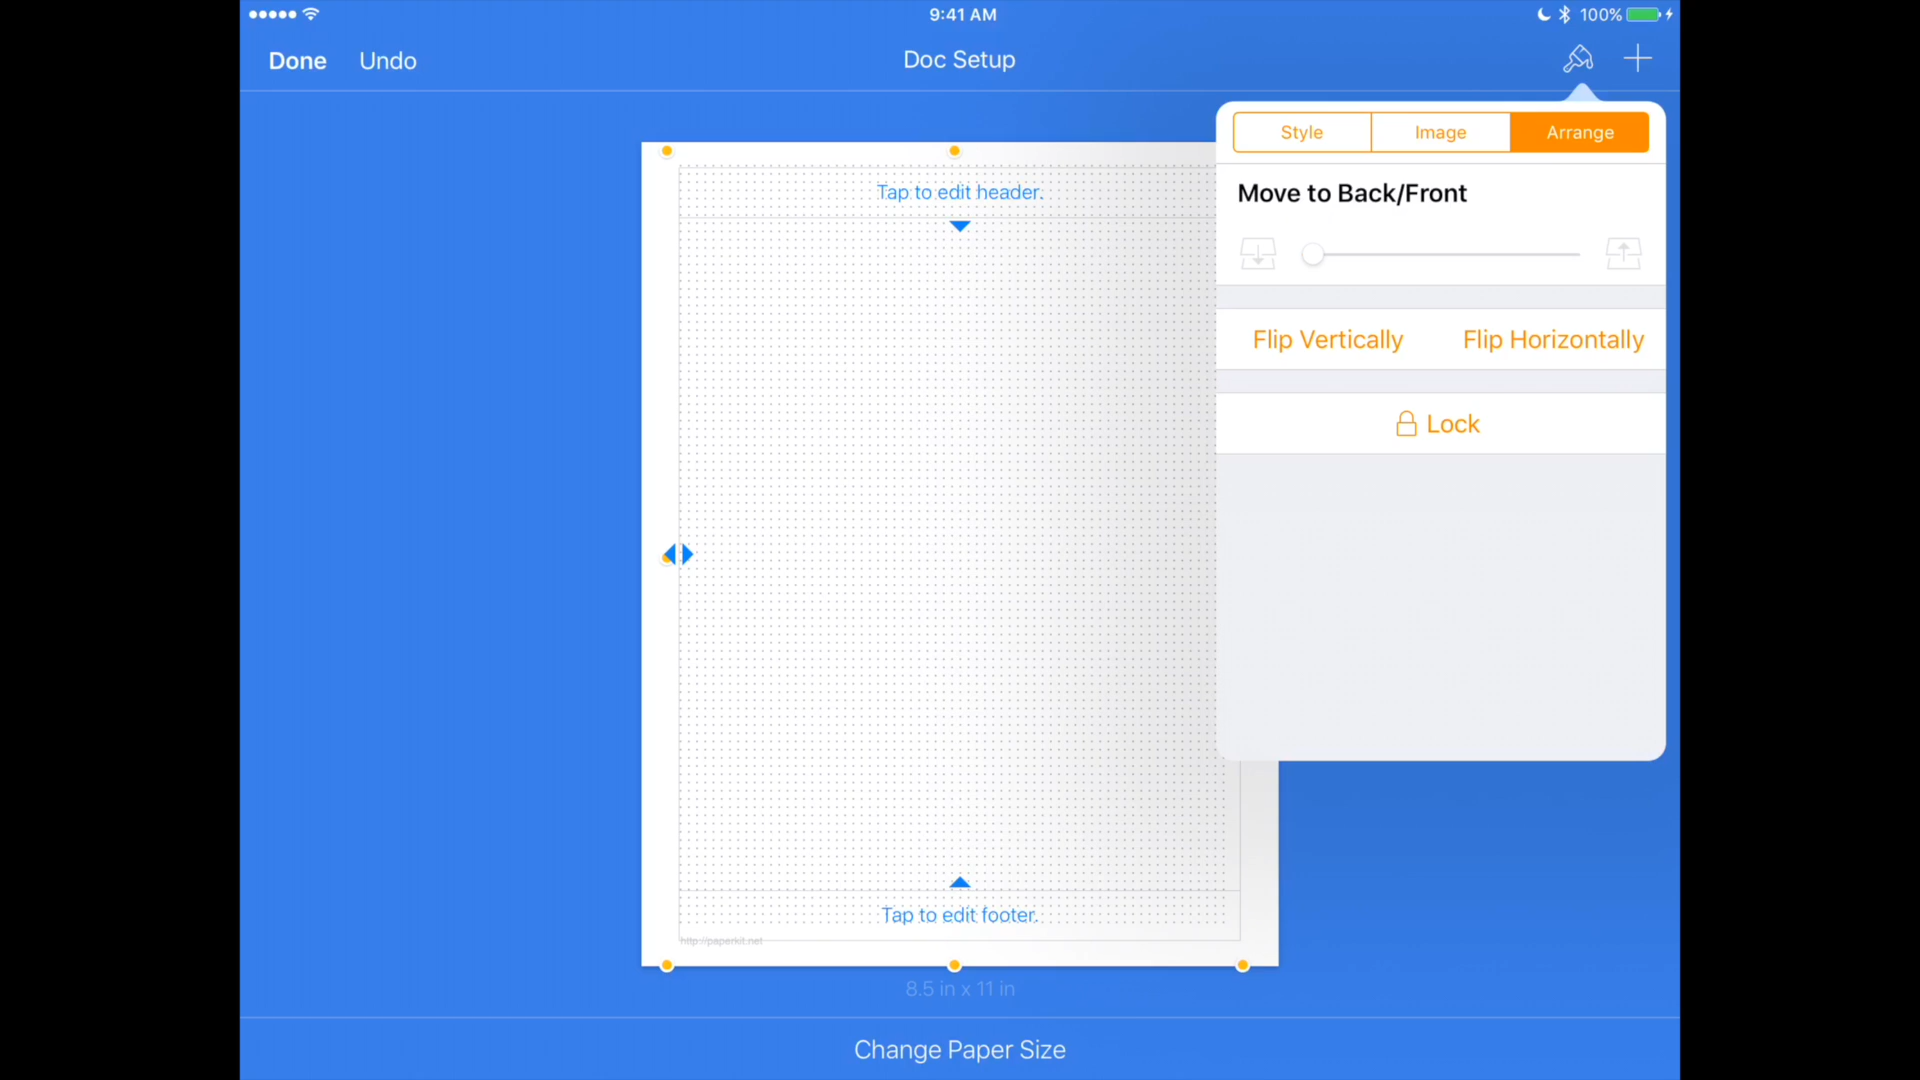 9:41 AM
100%
Done
Undo
Doc Setup
Style
Image
Arrange
Tap to edit header.
Move to Back/Front
Flip Vertically
Flip Horizontally
Lock
Tap to edit footer.
http://paperkit.net
8.5 in x 11 in
Change Paper Size